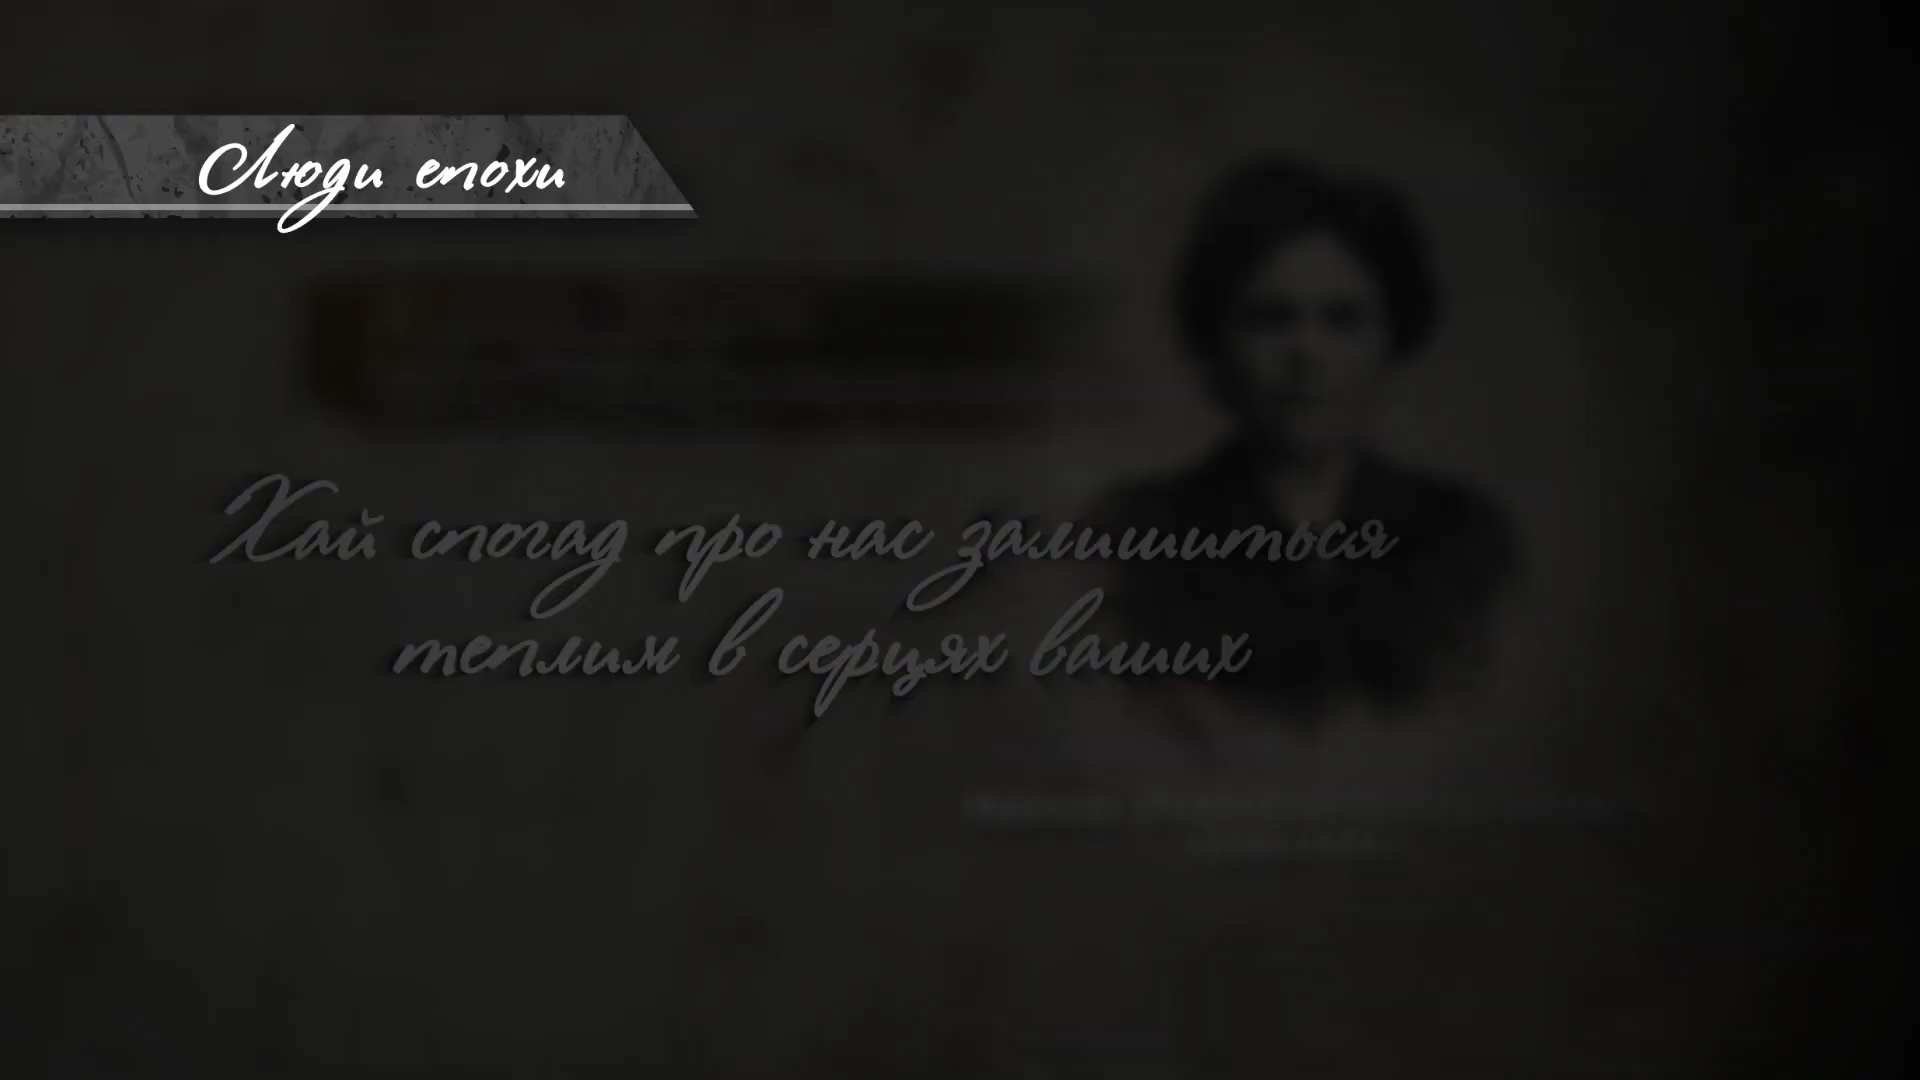 Люди епохи
Хай спогад про нас залишиться
теплим в серцях ваших